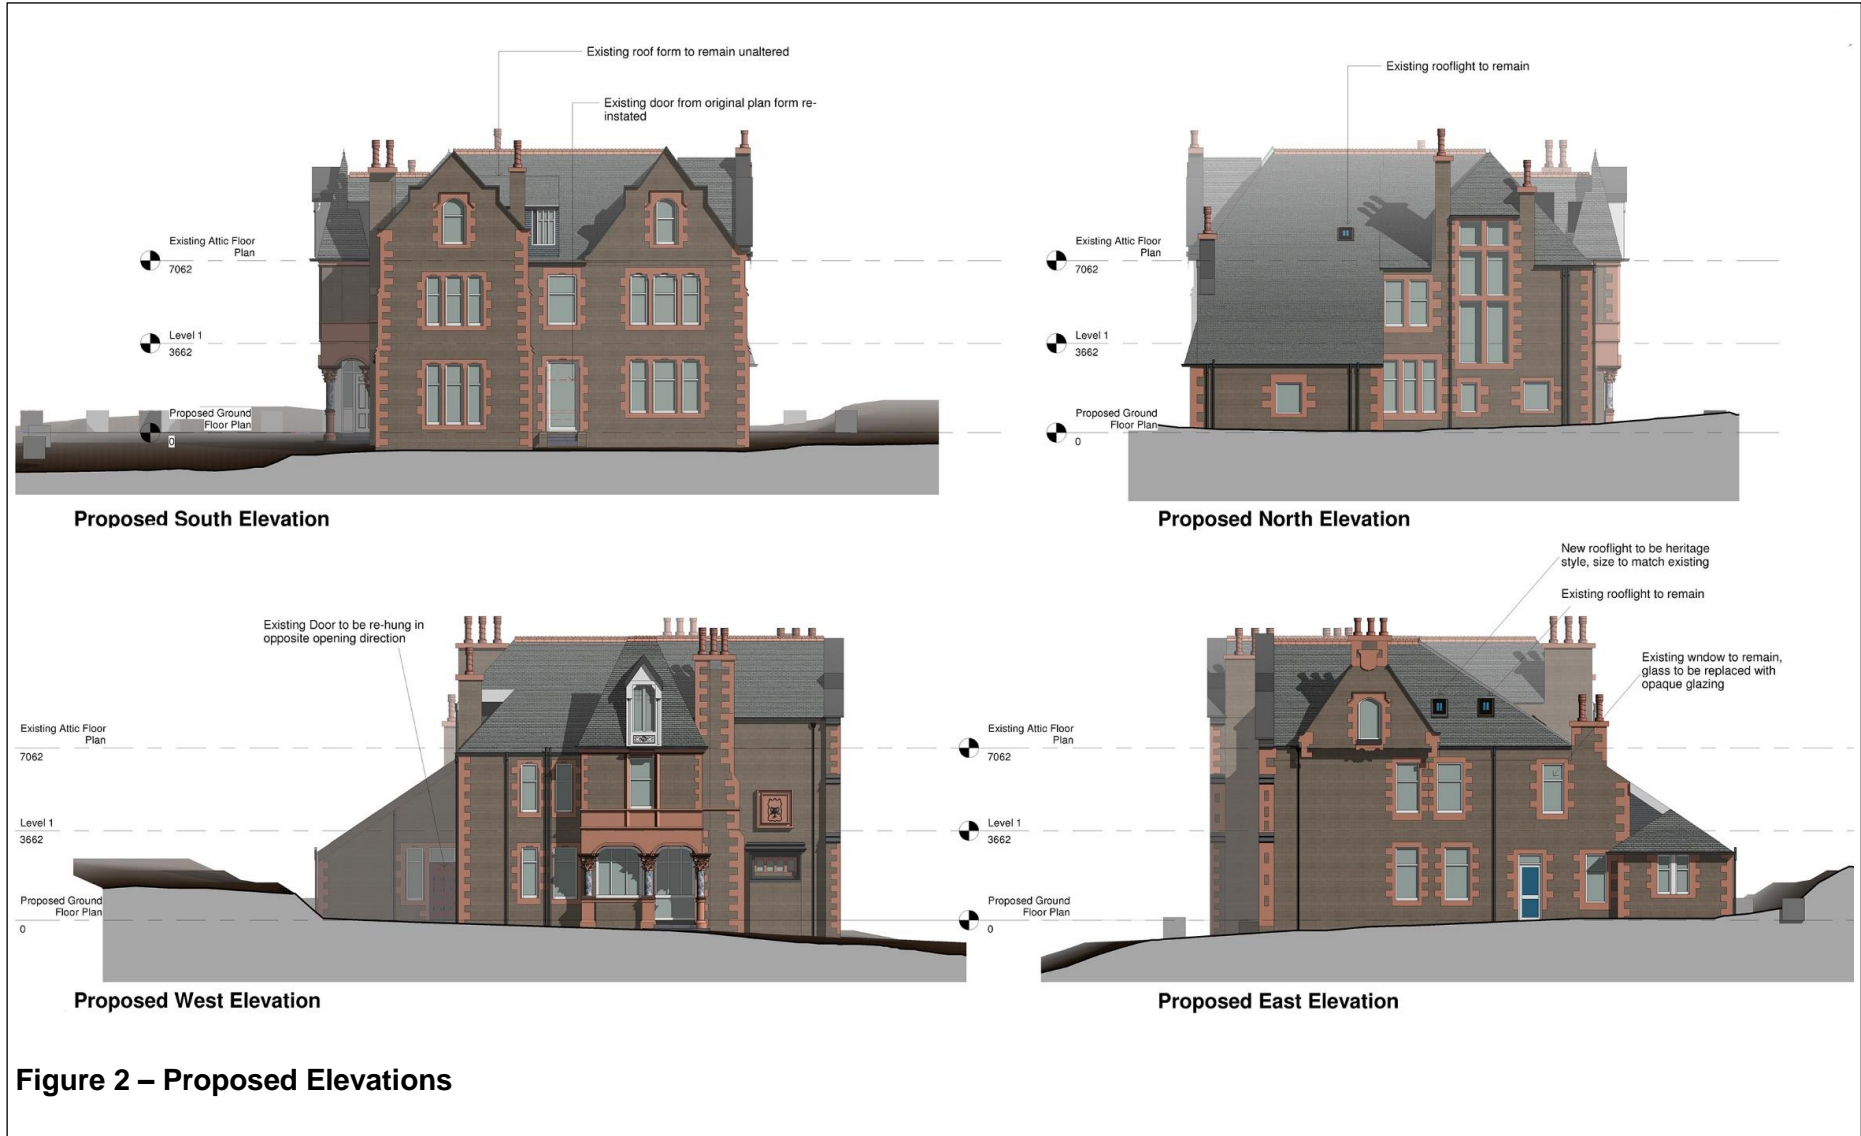 Existing roof form to remain unaltered
Existing door from original plan form re-
instated
Existing Attic Floor
Plan
7062
Level 1
3662
Proposed Ground
Floor Plan
0
Proposed South Elevation
Existing rooflight to remain
Existing Attic Floor
Plan
7062
Level 1
3662
Proposed Ground
Floor Plan
0
Proposed North Elevation
Existing Door to be re-hung in
opposite opening direction
Existing Attic Floor
Plan
7062
Level 1
3662
Proposed Ground
Floor Plan
0
Proposed West Elevation
New rooflight to be heritage
style, size to match existing
Existing rooflight to remain
Existing wndow to remain,
glass to be replaced with
opaque glazing
Existing Attic Floor
Plan
7062
Level 1
3662
Proposed Ground
Floor Plan
0
Proposed East Elevation
Figure 2 – Proposed Elevations